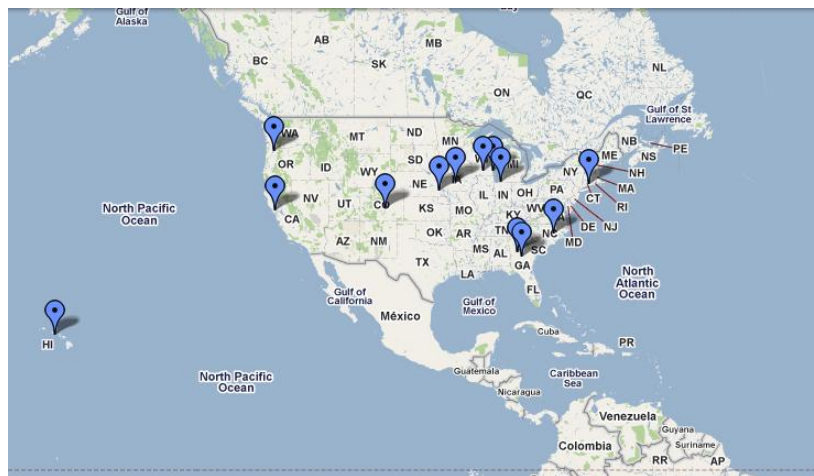 Gulf of
Alaska
Bay
AB
MB
BC
SK
NL
ON
QC
Gulf of St
Lawrence
WA
MT
ND
MN
NB
PE
ME
NS
OR
ID
SD
WY
MI
NY
NH
MA
NE
IA
IL
IN
OH
PA
CT
RI
NV
UT
CO
KS
MO
KY
WV
CA
DE
NJ
MD
OK
AR
TN
NC
AZ
NM
MS
AL
SC
GA
TX
LA
FL
North Pacific
Ocean
North
Atlantic
Ocean
Gulf of
California
Gulf of
Mexico
México
HI
Cuba
PR
North Pacific
Ocean
Guatemala
Caribbean
Sea
Nicaragua
Venezuela
Guyana
Suriname
Colombia
RR
AP